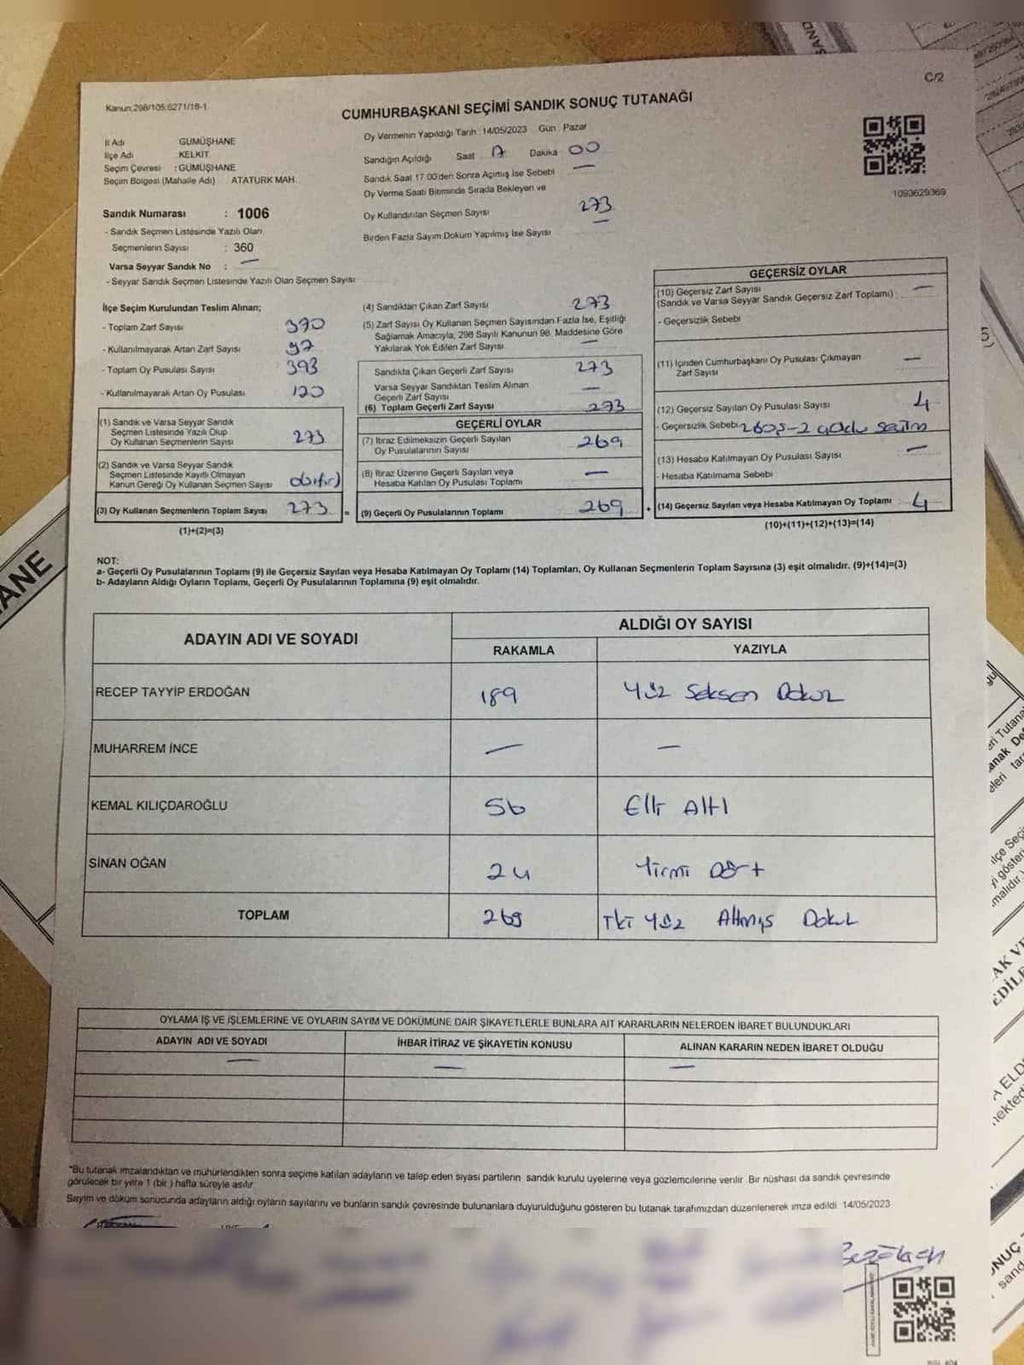 C/2
Kanun:298/105;6271/18-1
CUMHURBAŞKANI SEÇİMİ SANDIK SONUÇ TUTANAĞI
İl Adı GÜMÜŞHANE
İlçe Adı KELKİT
Seçim Çevresi : GÜMÜŞHANE
Seçim Bölgesi (Mahalle Adı) ATATÜRK MAH.
Sandık Numarası : 1006
- Sandık Seçmen Listesinde Yazılı Olan
Seçmenlerin Sayısı : 360
Varsa Seyyar Sandık No : —
- Seyyar Sandık Seçmen Listesinde Yazılı Olan Seçmen Sayısı
Oy Vermenin Yapıldığı Tarih : 14/05/2023 Gün : Pazar
Sandığın Açıldığı Saat 17 Dakika 00
Sandık Saat 17.00'den Sonra Açılmış İse Sebebi —
Oy Verme Saati Bitiminde Sırada Bekleyen ve
Oy Kullandırılan Seçmen Sayısı 273
Birden Fazla Sayım Döküm Yapılmış İse Sayısı —
1093629369
İlçe Seçim Kurulundan Teslim Alınan;
- Toplam Zarf Sayısı 370
- Kullanılmayarak Artan Zarf Sayısı 97
- Toplam Oy Pusulası Sayısı 393
- Kullanılmayarak Artan Oy Pusulası 120
(1) Sandık ve Varsa Seyyar Sandık
Seçmen Listesinde Yazılı Olup
Oy Kullanan Seçmenlerin Sayısı 273
(2) Sandık ve Varsa Seyyar Sandık
Seçmen Listesinde Kayıtlı Olmayan
Kanun Gereği Oy Kullanan Seçmen Sayısı 0(sıfır)
(3) Oy Kullanan Seçmenlerin Toplam Sayısı 273 =
(1)+(2)=(3)
(4) Sandıktan Çıkan Zarf Sayısı 273
(5) Zarf Sayısı Oy Kullanan Seçmen Sayısından Fazla İse, Eşitliği
Sağlamak Amacıyla, 298 Sayılı Kanunun 98. Maddesine Göre
Yakılarak Yok Edilen Zarf Sayısı —
Sandıkta Çıkan Geçerli Zarf Sayısı 273
Varsa Seyyar Sandıktan Teslim Alınan
Geçerli Zarf Sayısı —
(6) Toplam Geçerli Zarf Sayısı 273
GEÇERLİ OYLAR
(7) İtiraz Edilmeksizin Geçerli Sayılan
Oy Pusulalarının Sayısı 269
(8) İtiraz Üzerine Geçerli Sayılan veya
Hesaba Katılan Oy Pusulası Toplamı —
(9) Geçerli Oy Pusulalarının Toplamı 269 +
GEÇERSİZ OYLAR
(10) Geçersiz Zarf Sayısı —
(Sandık ve Varsa Seyyar Sandık Geçersiz Zarf Toplamı)
- Geçersizlik Sebebi
(11) İçinden Cumhurbaşkanı Oy Pusulası Çıkmayan —
Zarf Sayısı
(12) Geçersiz Sayılan Oy Pusulası Sayısı 4
- Geçersizlik Sebebi
(13) Hesaba Katılmayan Oy Pusulası Sayısı —
- Hesaba Katılmama Sebebi
(14) Geçersiz Sayılan veya Hesaba Katılmayan Oy Toplamı 4
(10)+(11)+(12)+(13)=(14)
NOT:
a- Geçerli Oy Pusulalarının Toplamı (9) ile Geçersiz Sayılan veya Hesaba Katılmayan Oy Toplamı (14) Toplamları, Oy Kullanan Seçmenlerin Toplam Sayısına (3) eşit olmalıdır. (9)+(14)=(3)
b- Adayların Aldığı Oyların Toplamı, Geçerli Oy Pusulalarının Toplamına (9) eşit olmalıdır.
ADAYIN ADI VE SOYADI ALDIĞI OY SAYISI
RAKAMLA YAZIYLA
RECEP TAYYİP ERDOĞAN 189 Yüz Seksen Dokuz
MUHARREM İNCE — —
KEMAL KILIÇDAROĞLU 56 Elli Altı
SİNAN OĞAN 24 Yirmi Dört
TOPLAM 269 İki Yüz Altmış Dokuz
OYLAMA İŞ VE İŞLEMLERİNE VE OYLARIN SAYIM VE DÖKÜMÜNE DAİR ŞİKAYETLERLE BUNLARA AİT KARARLARIN NELERDEN İBARET BULUNDUKLARI
ADAYIN ADI VE SOYADI İHBAR İTİRAZ VE ŞİKAYETİN KONUSU ALINAN KARARIN NEDEN İBARET OLDUĞU
— — —
"Bu tutanak imzalandıktan ve mühürlendikten sonra seçime katılan adayların ve talep eden siyasi partilerin sandık kurulu üyelerine veya gözlemcilerine verilir. Bir nüshası da sandık çevresinde
görülecek bir yere 1 (bir) hafta süreyle asılır.
Sayım ve döküm sonucunda adayların aldığı oyların sayılarını ve bunların sandık çevresinde bulunanlara duyurulduğunu gösteren bu tutanak tarafımızdan düzenlenerek imza edildi. 14/05/2023